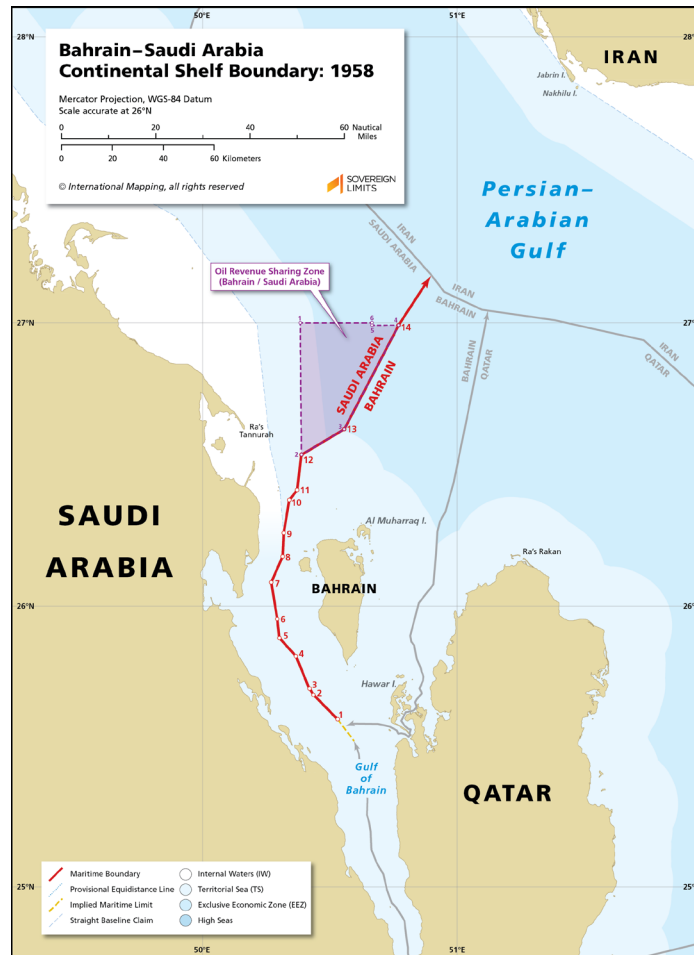 50°E
51°E
28°N
28°
Bahrain–Saudi Arabia
Continental Shelf Boundary: 1958
Mercator Projection, WGS-84 Datum
Scale accurate at 26°N
0 20 40 60 Nautical
Miles
0 20 40 60 Kilometers
© International Mapping, all rights reserved
SOVEREIGN
LIMITS
IRAN
Jabrin I.
Nakhilu I.
Persian–
Arabian
Gulf
IRAN
SAUDI ARABIA
IRAN
BAHRAIN
Oil Revenue Sharing Zone
(Bahrain / Saudi Arabia)
27°N
27°
1
6
5
4
14
SAUDI ARABIA
BAHRAIN
BAHRAIN
QATAR
IRAN
QATAR
3
13
Ra's
Tannurah
2
12
11
10
SAUDI
ARABIA
Al Muharraq I.
9
8
Ra's Rakan
7
BAHRAIN
26°N
26°
6
5
4
3
2
Hawar I.
1
Gulf
of
Bahrain
QATAR
Maritime Boundary
Provisional Equidistance Line
Implied Maritime Limit
Straight Baseline Claim
Internal Waters (IW)
Territorial Sea (TS)
Exclusive Economic Zone (EEZ)
High Seas
25°N
25°
50°E
51°E